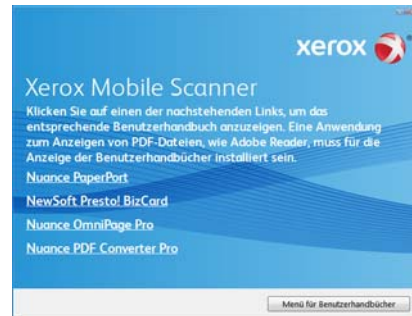 xerox
Xerox Mobile Scanner
Klicken Sie auf einen der nachstehenden Links, um das
entsprechende Benutzerhandbuch anzuzeigen. Eine Anwendung
zum Anzeigen von PDF-Dateien, wie Adobe Reader, muss für die
Anzeige der Benutzerhandbücher installiert sein.
Nuance PaperPort
NewSoft Presto! BizCard
Nuance OmniPage Pro
Nuance PDF Converter Pro
Menü für Benutzerhandbücher